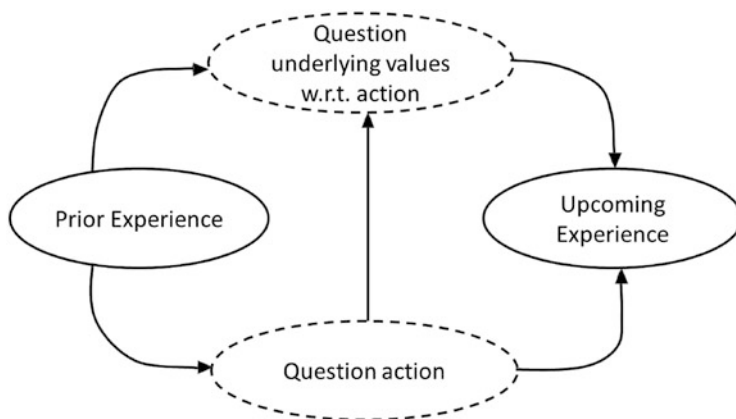 Question
underlying values
w.r.t. action
Prior Experience
Upcoming
Experience
Question action